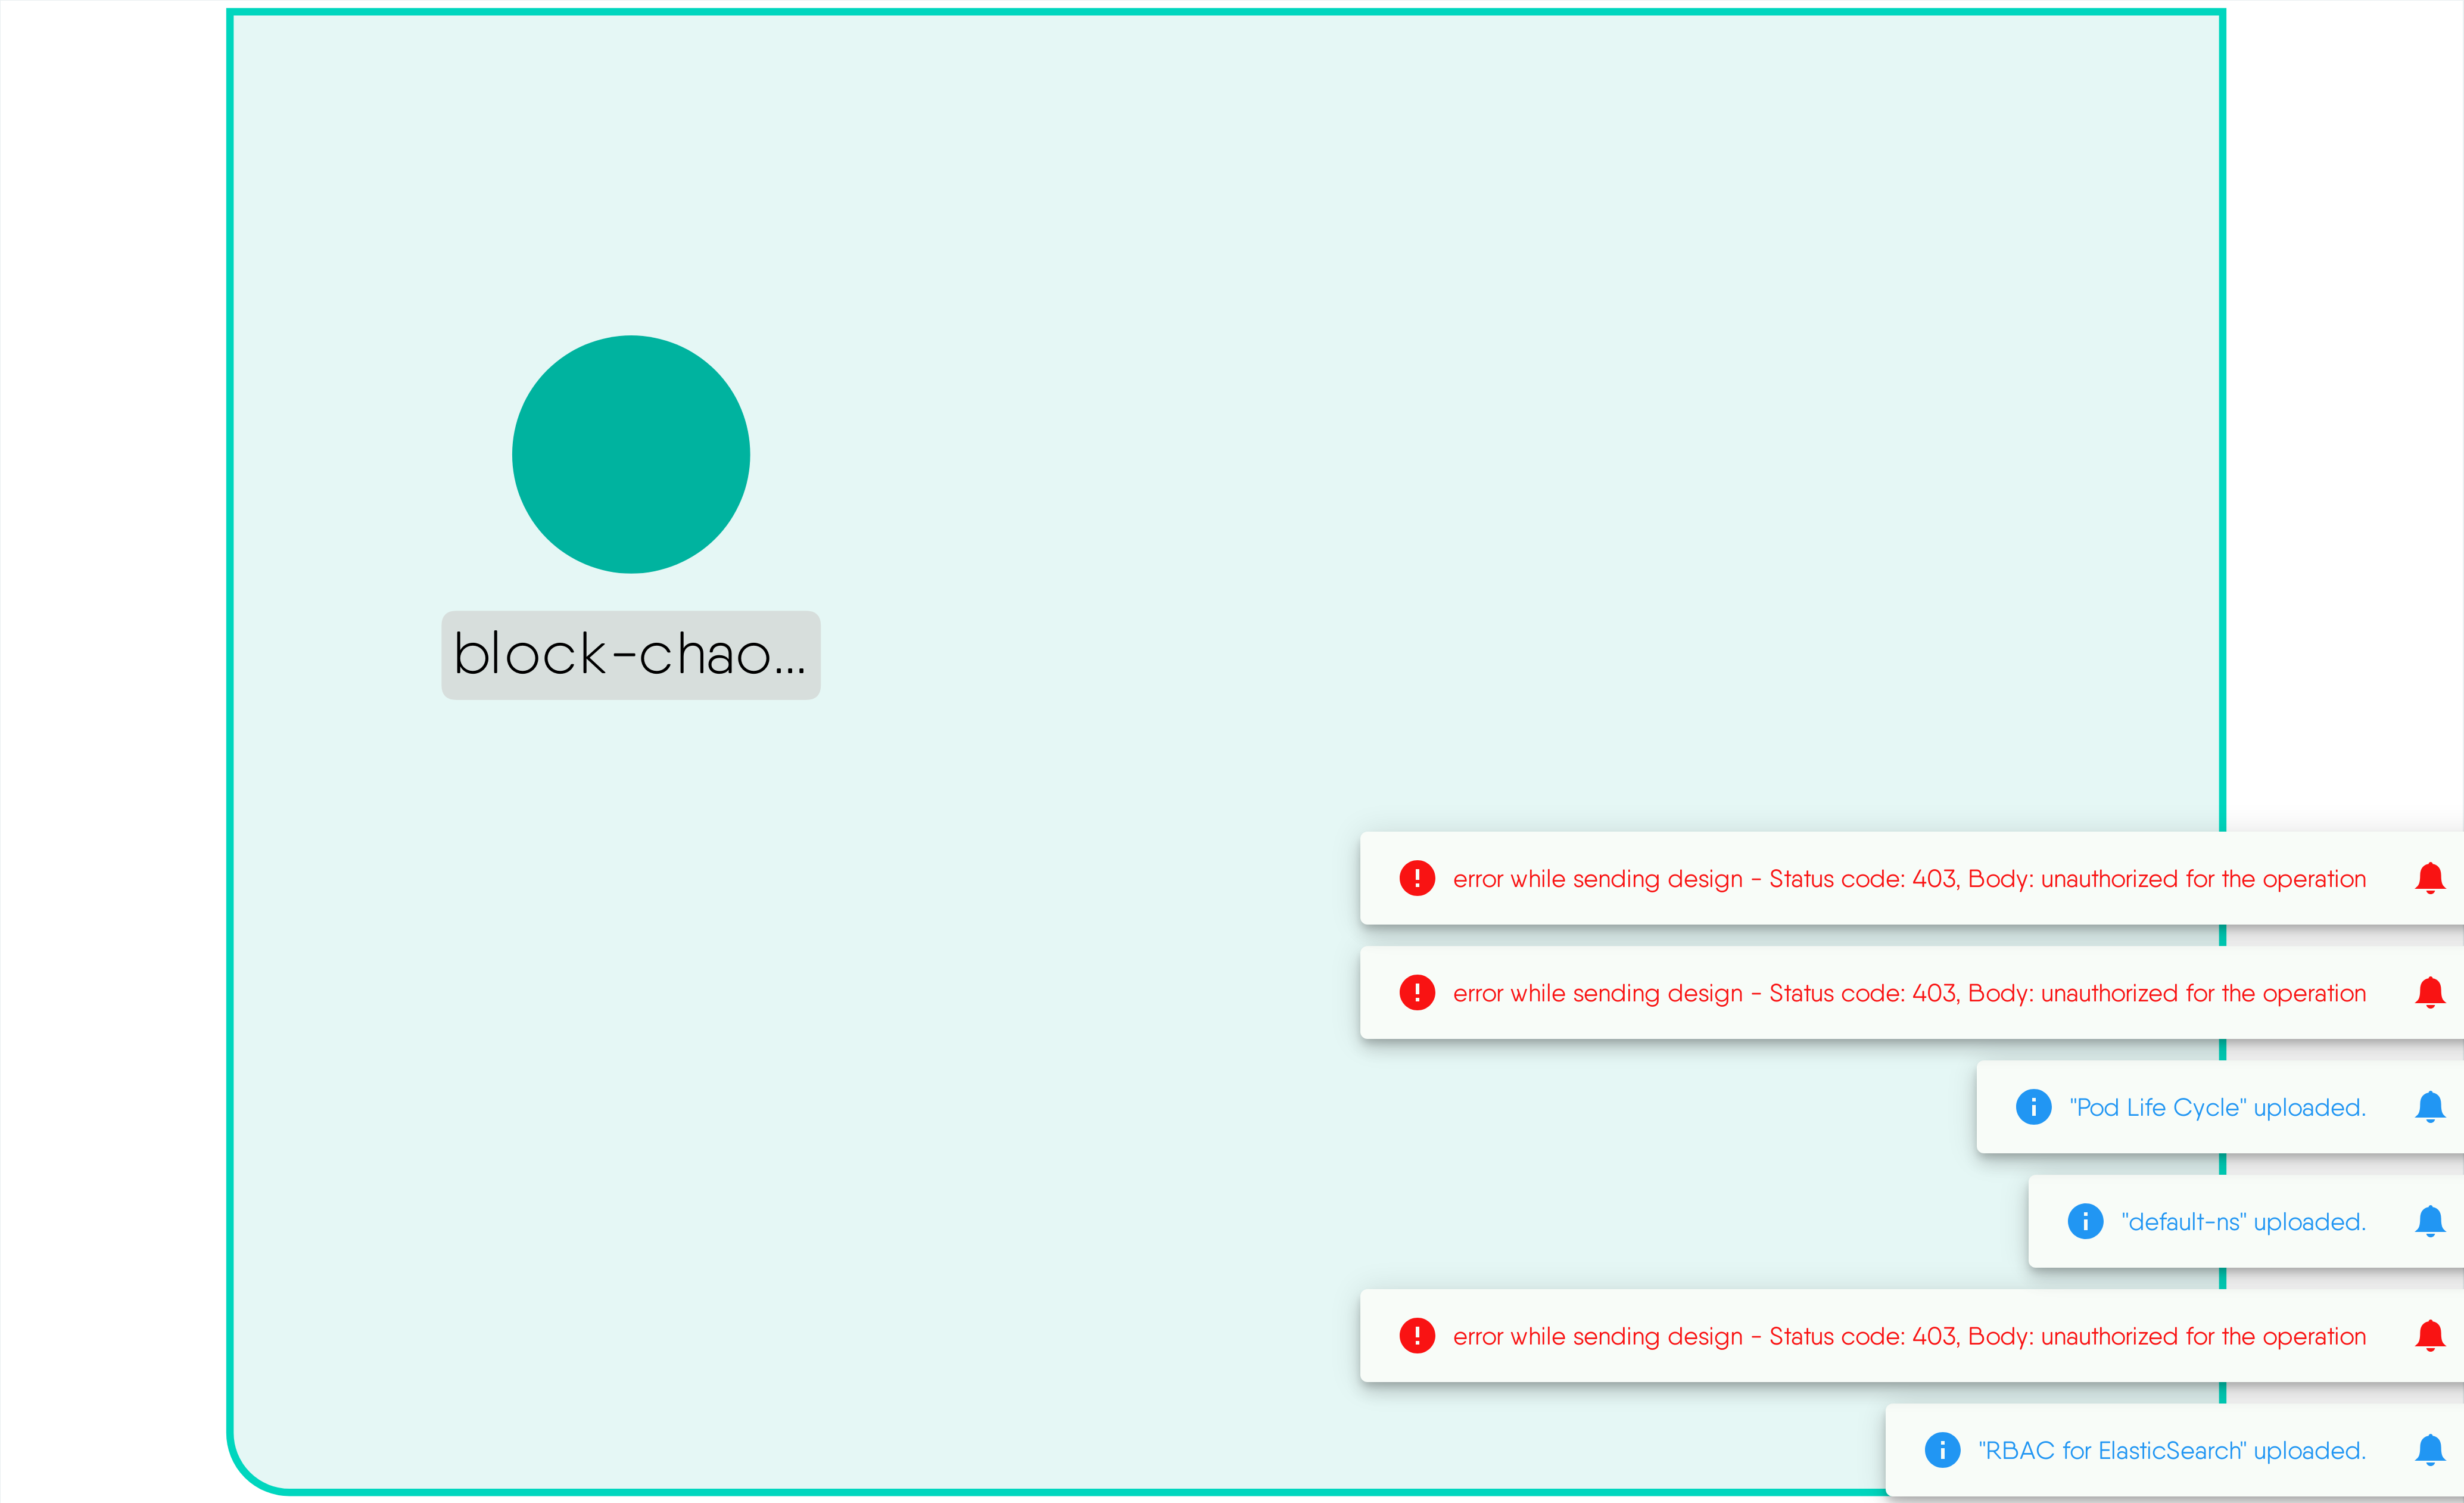 block-chao...
error while sending design - Status code: 403, Body: unauthorized for the operation
error while sending design - Status code: 403, Body: unauthorized for the operation
"Pod Life Cycle" uploaded.
"default-ns" uploaded.
error while sending design - Status code: 403, Body: unauthorized for the operation
"RBAC for ElasticSearch" uploaded.